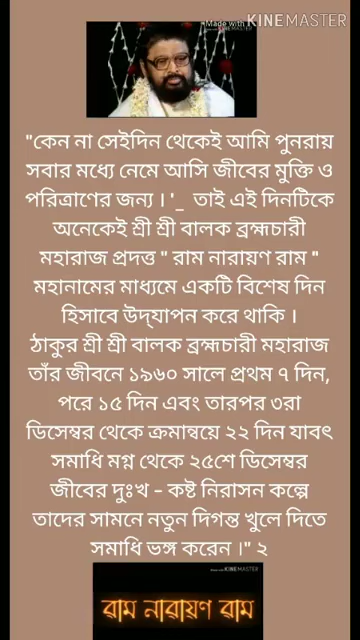 Made with KINEMASTER
"কেন না সেইদিন থেকেই আমি পুনরায়
সবার মধ্যে নেমে আসি জীবের মুক্তি ও
পরিত্রাণের জন্য । '_ তাই এই দিনটিকে
অনেকেই শ্রী শ্রী বালক ব্রহ্মচারী
মহারাজ প্রদত্ত " রাম নারায়ণ রাম "
মহানামের মাধ্যমে একটি বিশেষ দিন
হিসাবে উদ্‌যাপন করে থাকি ।
ঠাকুর শ্রী শ্রী বালক ব্রহ্মচারী মহারাজ
তাঁর জীবনে ১৯৬০ সালে প্রথম ৭ দিন,
পরে ১৫ দিন এবং তারপর ৩রা
ডিসেম্বর থেকে ক্রমান্বয়ে ২২ দিন যাবৎ
সমাধি মগ্ন থেকে ২৫শে ডিসেম্বর
জীবের দুঃখ – কষ্ট নিরাসন কল্পে
তাদের সামনে নতুন দিগন্ত খুলে দিতে
সমাধি ভঙ্গ করেন ।" ২
KINEMASTER
রাম নারায়ণ রাম